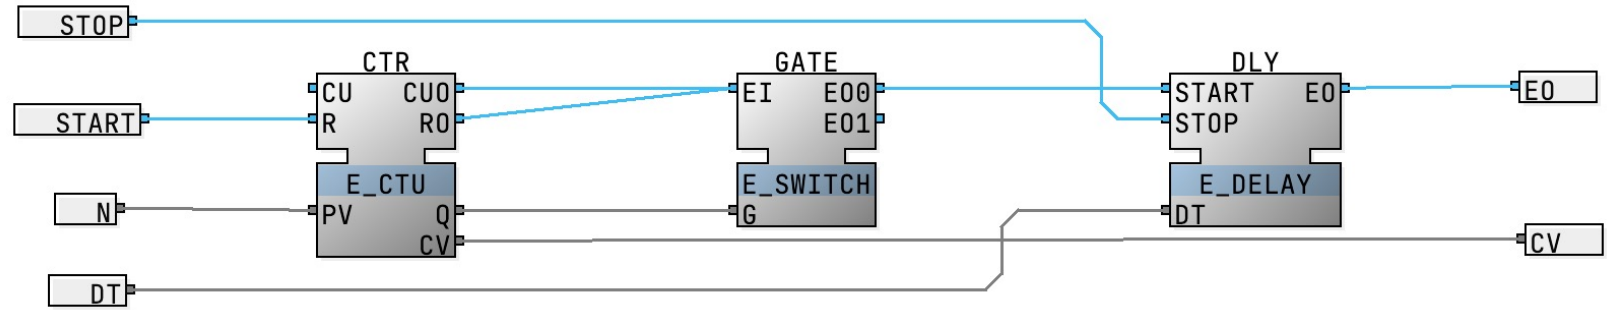 STOP
CTR
GATE
DLY
CU CUO
EI EO0
START EO
EO
START
R RO
EO1
STOP
E_CTU
E_SWITCH
E_DELAY
N
PV Q
G
DT
CV
CV
DT